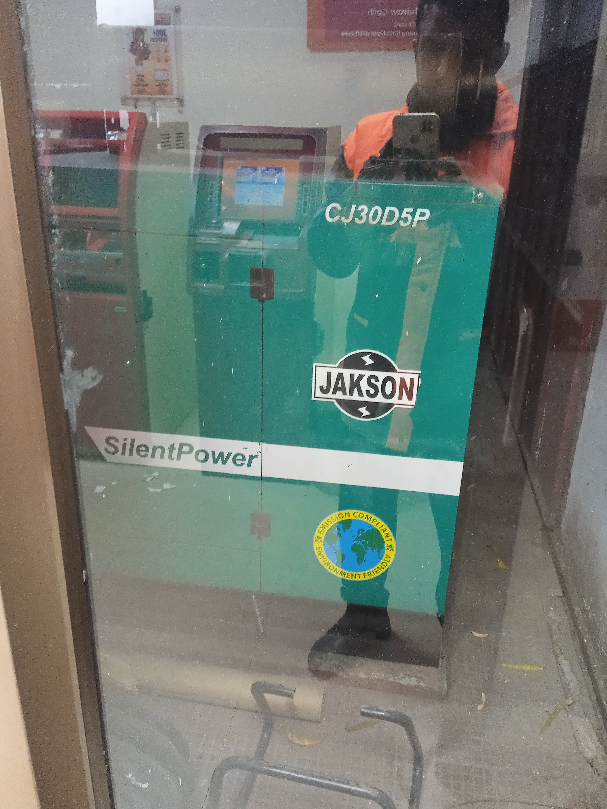 CJ30D5P
JAKSON
SilentPower
EMISSION COMPLIANT
ENVIRONMENT FRIENDLY